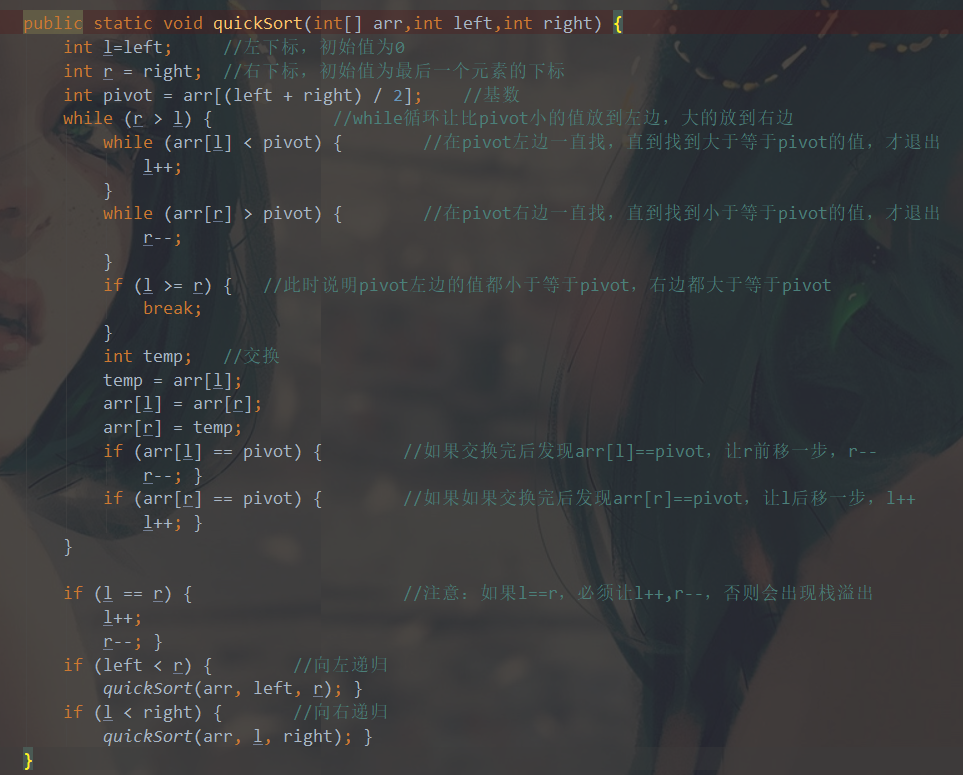 public static void quickSort(int[] arr,int left,int right) {
    int l=left;     //左下标，初始值为0
    int r = right;  //右下标，初始值为最后一个元素的下标
    int pivot = arr[(left + right) / 2];    //基数
    while (r > l) {            //while循环让比pivot小的值放到左边，大的放到右边
        while (arr[l] < pivot) {        //在pivot左边一直找，直到找到大于等于pivot的值，才退出
            l++;
        }
        while (arr[r] > pivot) {        //在pivot右边一直找，直到找到小于等于pivot的值，才退出
            r--;
        }
        if (l >= r) {   //此时说明pivot左边的值都小于等于pivot，右边都大于等于pivot
            break;
        }
        int temp;   //交换
        temp = arr[l];
        arr[l] = arr[r];
        arr[r] = temp;
        if (arr[l] == pivot) {        //如果交换完后发现arr[l]==pivot，让r前移一步，r--
            r--; }
        if (arr[r] == pivot) {        //如果如果交换完后发现arr[r]==pivot，让l后移一步，l++
            l++; }
    }
    if (l == r) {                     //注意：如果l==r，必须让l++,r--，否则会出现栈溢出
        l++;
        r--; }
    if (left < r) {        //向左递归
        quickSort(arr, left, r); }
    if (l < right) {       //向右递归
        quickSort(arr, l, right); }
}